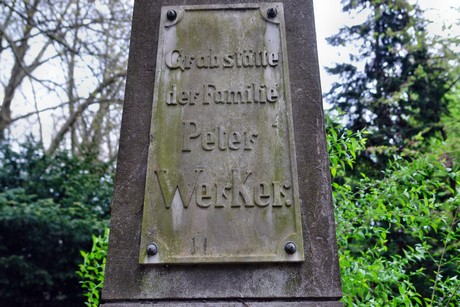 Grabstätte
der Familie
Peter
Werker.